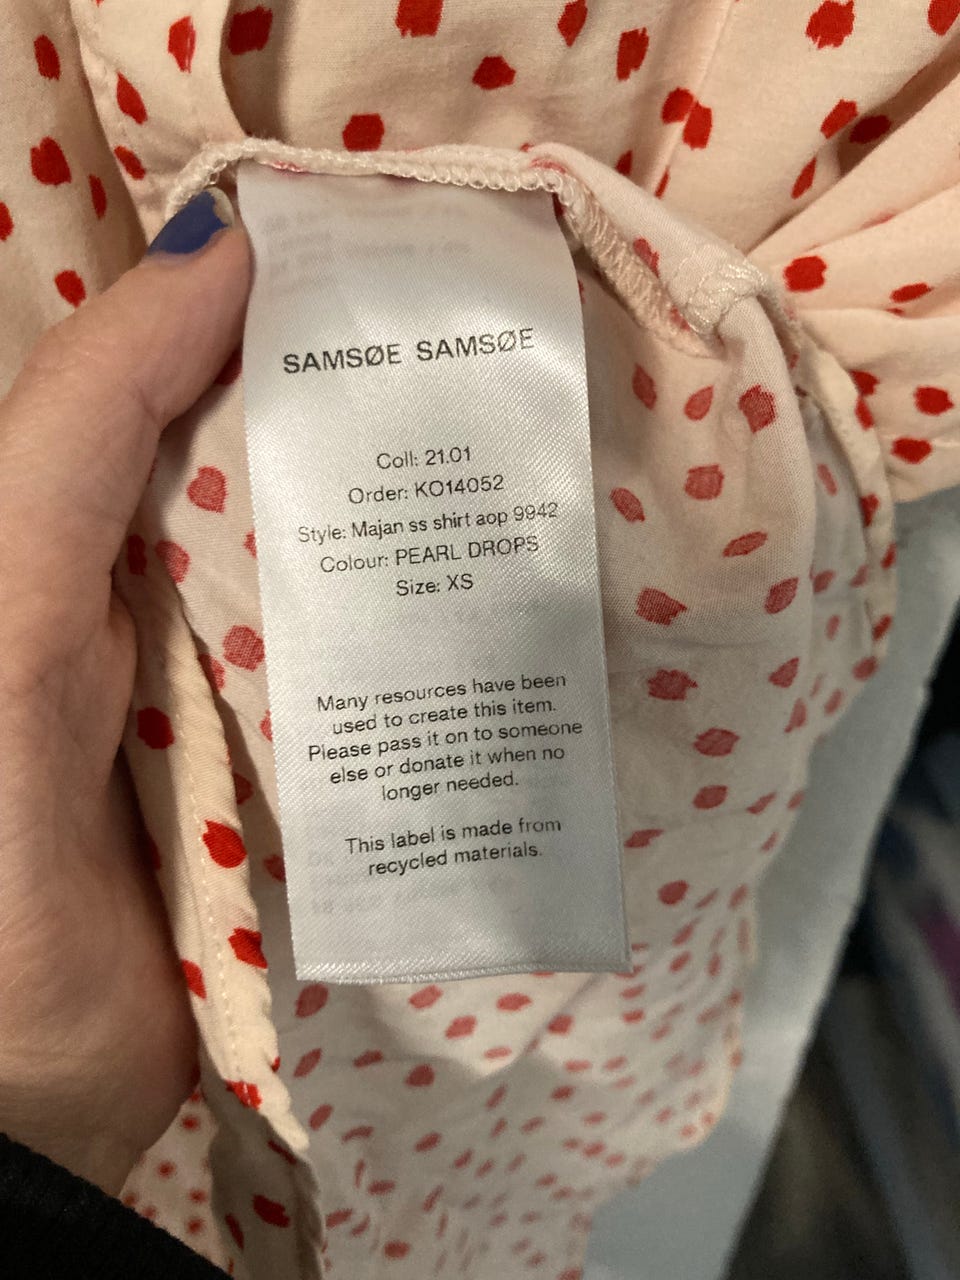 SAMSØE SAMSØE
Coll: 21.01
Order: KO14052
Style: Majan ss shirt aop 9942
Colour: PEARL DROPS
Size: XS
Many resources have been
used to create this item.
Please pass it on to someone
else or donate it when no
longer needed.
This label is made from
recycled materials.